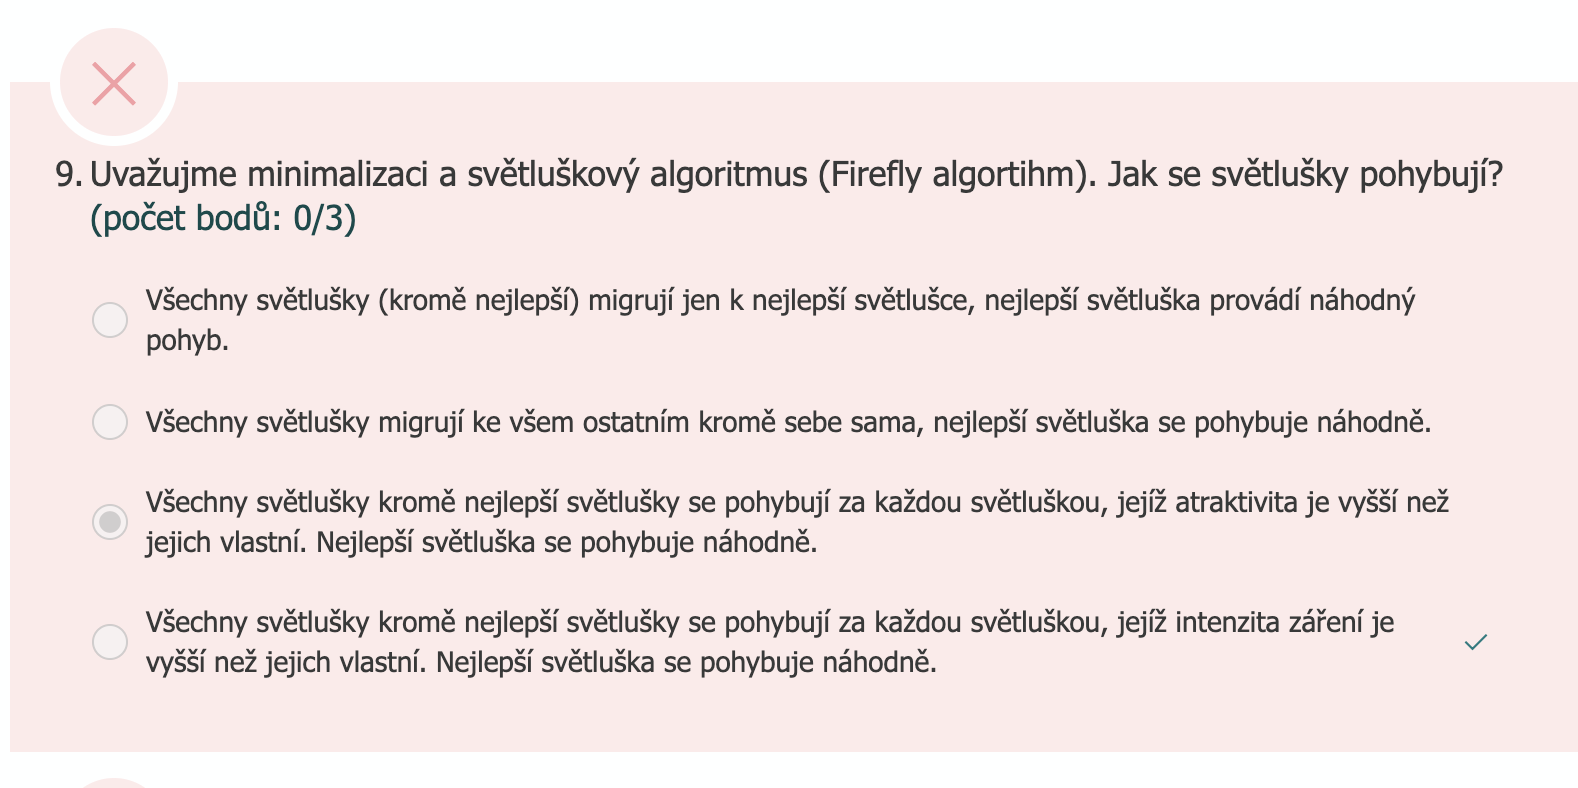 9. Uvažujme minimalizaci a světluškový algoritmus (Firefly algortihm). Jak se světlušky pohybují?
(počet bodů: 0/3)
Všechny světlušky (kromě nejlepší) migrují jen k nejlepší světlušce, nejlepší světluška provádí náhodný
pohyb.
Všechny světlušky migrují ke všem ostatním kromě sebe sama, nejlepší světluška se pohybuje náhodně.
Všechny světlušky kromě nejlepší světlušky se pohybují za každou světluškou, jejíž atraktivita je vyšší než
jejich vlastní. Nejlepší světluška se pohybuje náhodně.
Všechny světlušky kromě nejlepší světlušky se pohybují za každou světluškou, jejíž intenzita záření je
vyšší než jejich vlastní. Nejlepší světluška se pohybuje náhodně.